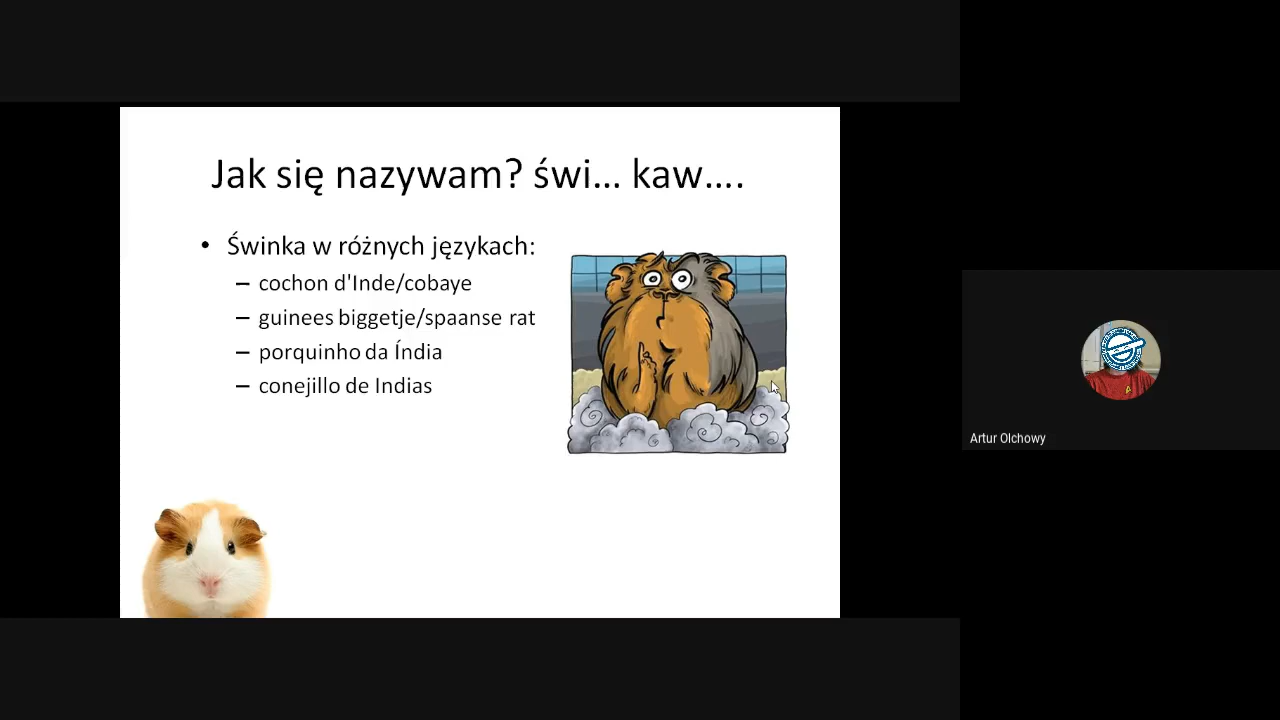 Jak się nazywam? świ... kaw....
• Świnka w różnych językach:
– cochon d'Inde/cobaye
– guinees biggetje/spaanse rat
– porquinho da Índia
– conejillo de Indias
Artur Olchowy